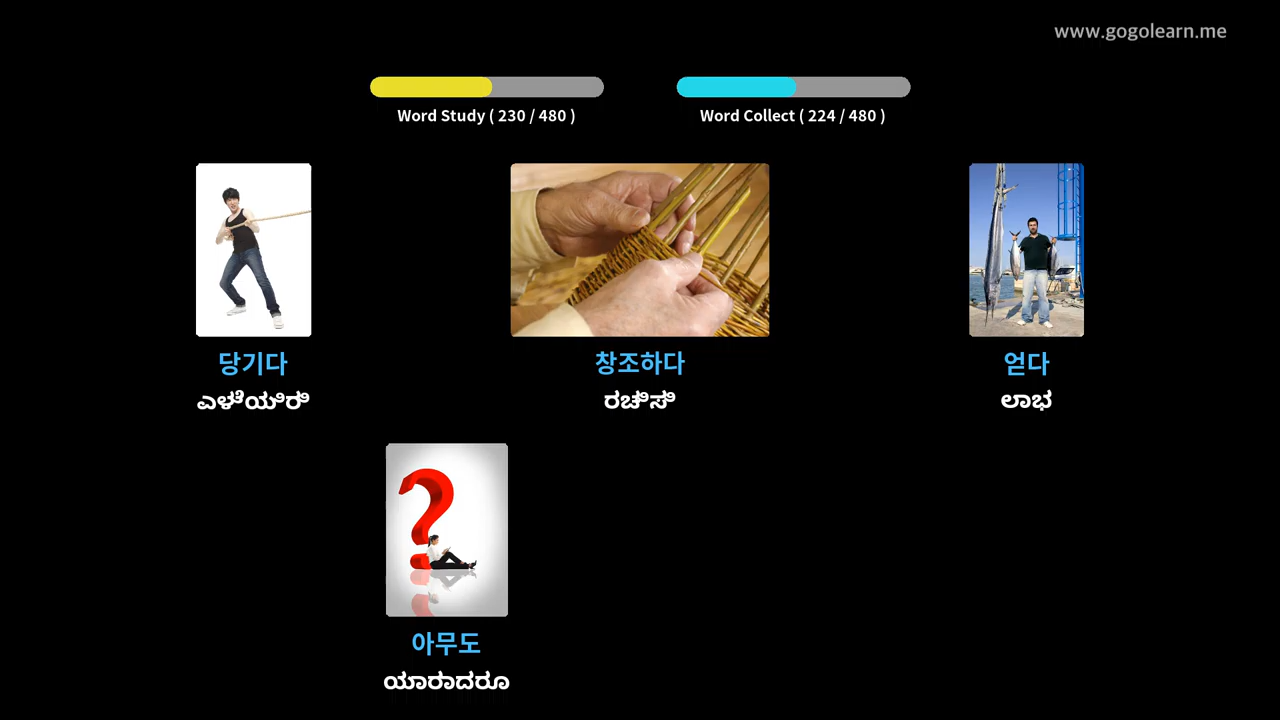 www.gogolearn.me
Word Study ( 230 / 480 )
Word Collect ( 224 / 480 )
당기다
창조하다
얻다
ಎಳೆಯಿರಿ
ರಚಿಸಿ
ಲಾಭ
아무도
ಯಾರಾದರೂ